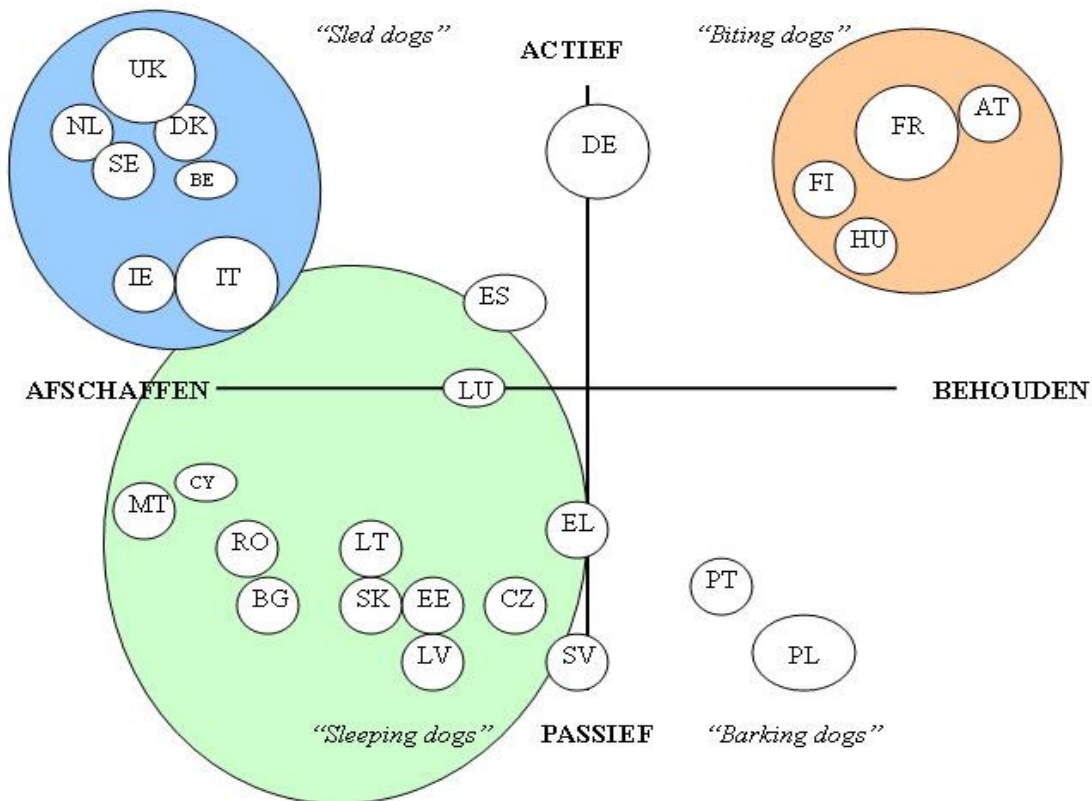 “Sled dogs”
“Biting dogs”
ACTIEF
UK
NL
DK
SE
BE
IE
IT
DE
FR
AT
FI
HU
ES
AFSCHAFFEN
LU
BEHOUDEN
MT
CY
RO
BG
LT
SK
EE
LV
CZ
EL
SV
PT
PL
“Sleeping dogs”
PASSIEF
“Barking dogs”